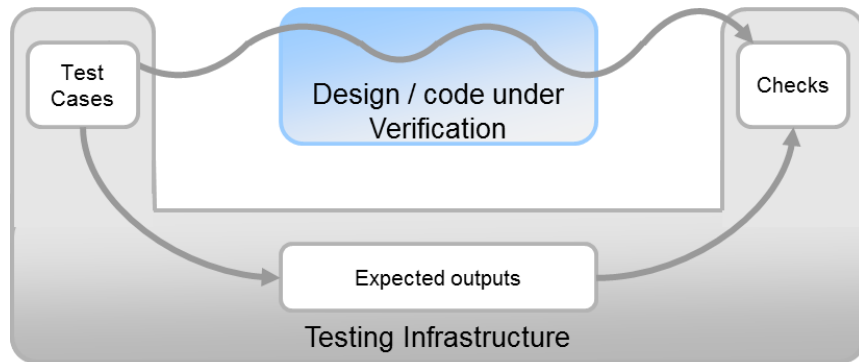 Test
Cases
Design / code under
Verification
Checks
Expected outputs
Testing Infrastructure